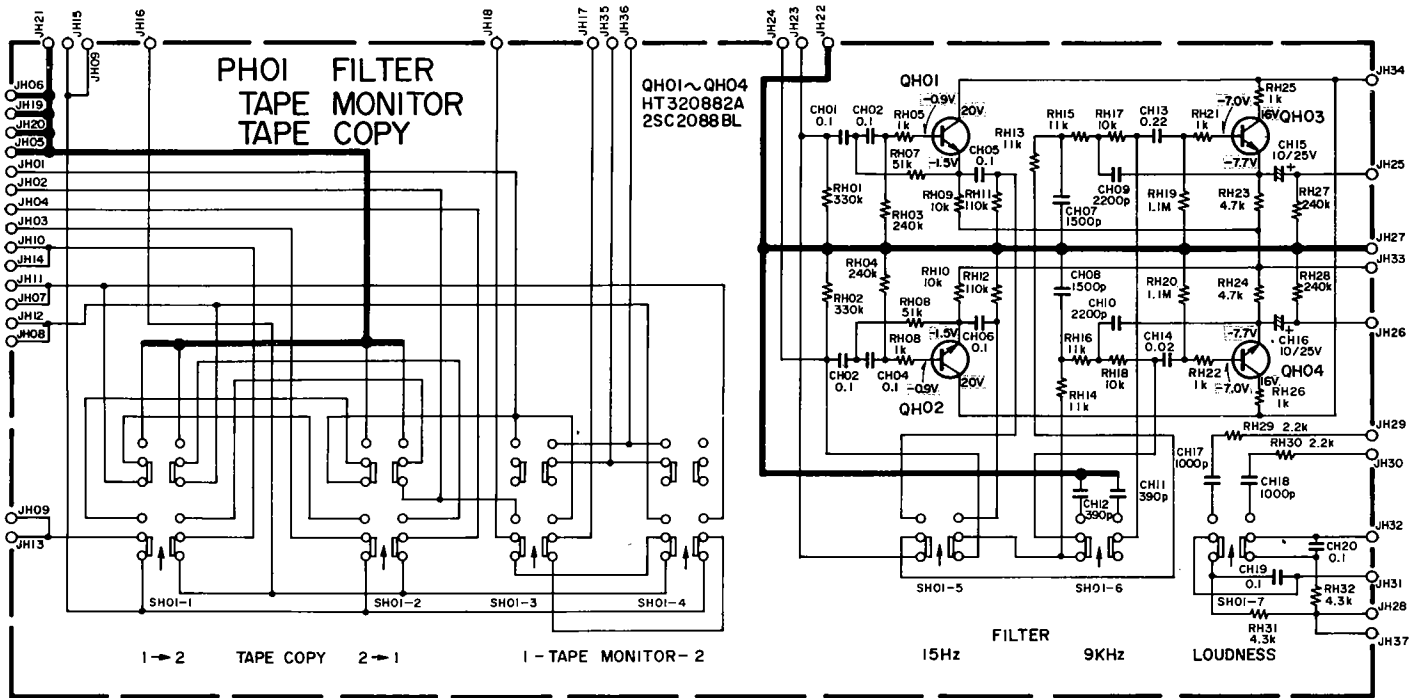 JH21
JH15
JH09
JH16
JH18
JH17
JH35
JH36
JH24
JH23
JH22
PH01 FILTER
TAPE MONITOR
TAPE COPY
QH01~QH04
HT320882A
2SC2088BL
JH06
JH19
JH20
JH05
JH01
JH02
JH04
JH03
JH10
JH14
JH11
JH07
JH12
JH08
JH09
JH13
QH01
-0.9V
20V
-1.5V
CH01
0.1
CH02
0.1
RH05
1k
RH07
51k
CH05
0.1
RH01
330k
RH03
240k
RH09
10k
RH11
110k
RH13
11k
RH15
11k
RH17
10k
CH13
0.22
RH21
1k
-7.0V
RH25
1k
16V
QH03
-7.7V
CH15
10/25V
+
CH09
2200p
CH07
1500p
RH19
1.1M
RH23
4.7k
RH27
240k
JH34
JH25
JH27
JH33
JH26
RH04
240k
RH02
330k
RH10
10k
RH12
110k
RH08
51k
-1.5V
CH06
0.1
RH08
1k
CH02
0.1
CH04
0.1
-0.9V
20V
QH02
CH08
1500p
CH10
2200p
RH20
1.1M
RH24
4.7k
RH28
240k
RH16
11k
RH18
10k
CH14
0.02
RH22
1k
-7.7V
-7.0V
16V
QH04
+
CH16
10/25V
RH26
1k
RH14
11k
RH29 2.2k
RH30 2.2k
JH29
JH30
CH17
1000p
CH18
1000p
CH11
390p
CH12
390p
JH32
CH20
0.1
CH19
0.1
JH31
RH32
4.3k
JH28
RH31
4.3k
JH37
SH01-1
SH01-2
SH01-3
SH01-4
SH01-5
SH01-6
SH01-7
FILTER
1→2 TAPE COPY 2→1
1-TAPE MONITOR-2
15Hz
9KHz
LOUDNESS